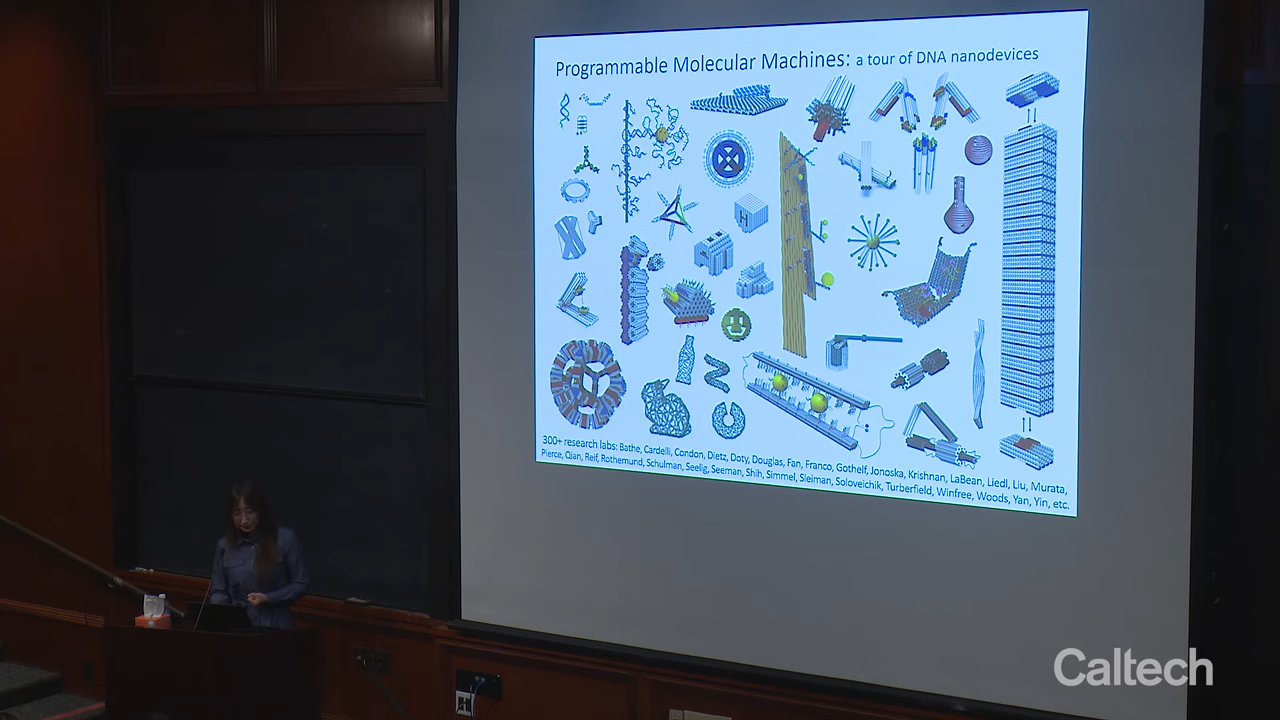 Programmable Molecular Machines: a tour of DNA nanodevices
300+ research labs: Bathe, Cardelli, Condon, Dietz, Doty, Douglas, Fan, Franco, Gothelf, Jonoska, Krishnan, LaBean, Liedl, Liu, Murata,
Pierce, Qian, Reif, Rothemund, Schulman, Seelig, Seeman, Shih, Simmel, Sleiman, Soloveichik, Turberfield, Winfree, Woods, Yan, Yin, etc.
Caltech